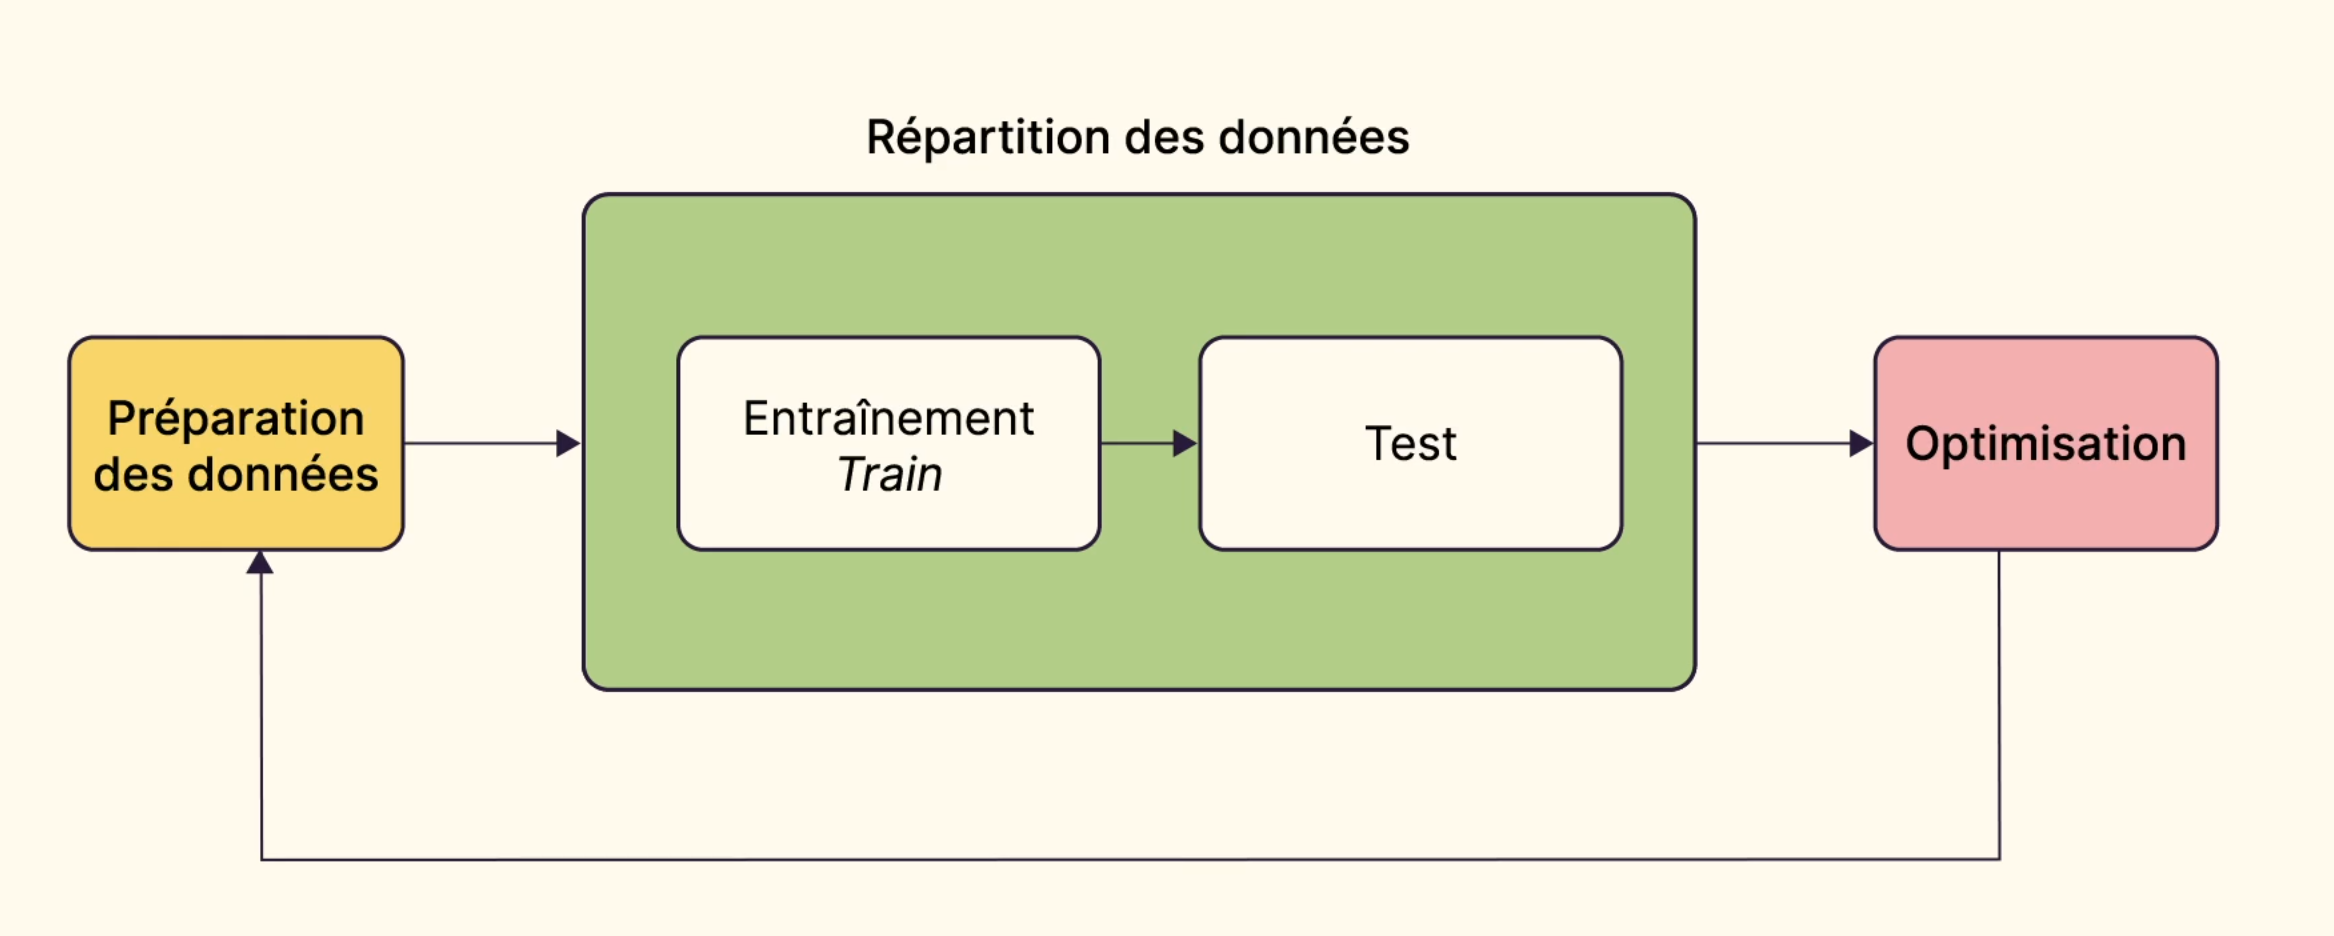 Répartition des données
Préparation
des données
Entraînement
Train
Test
Optimisation